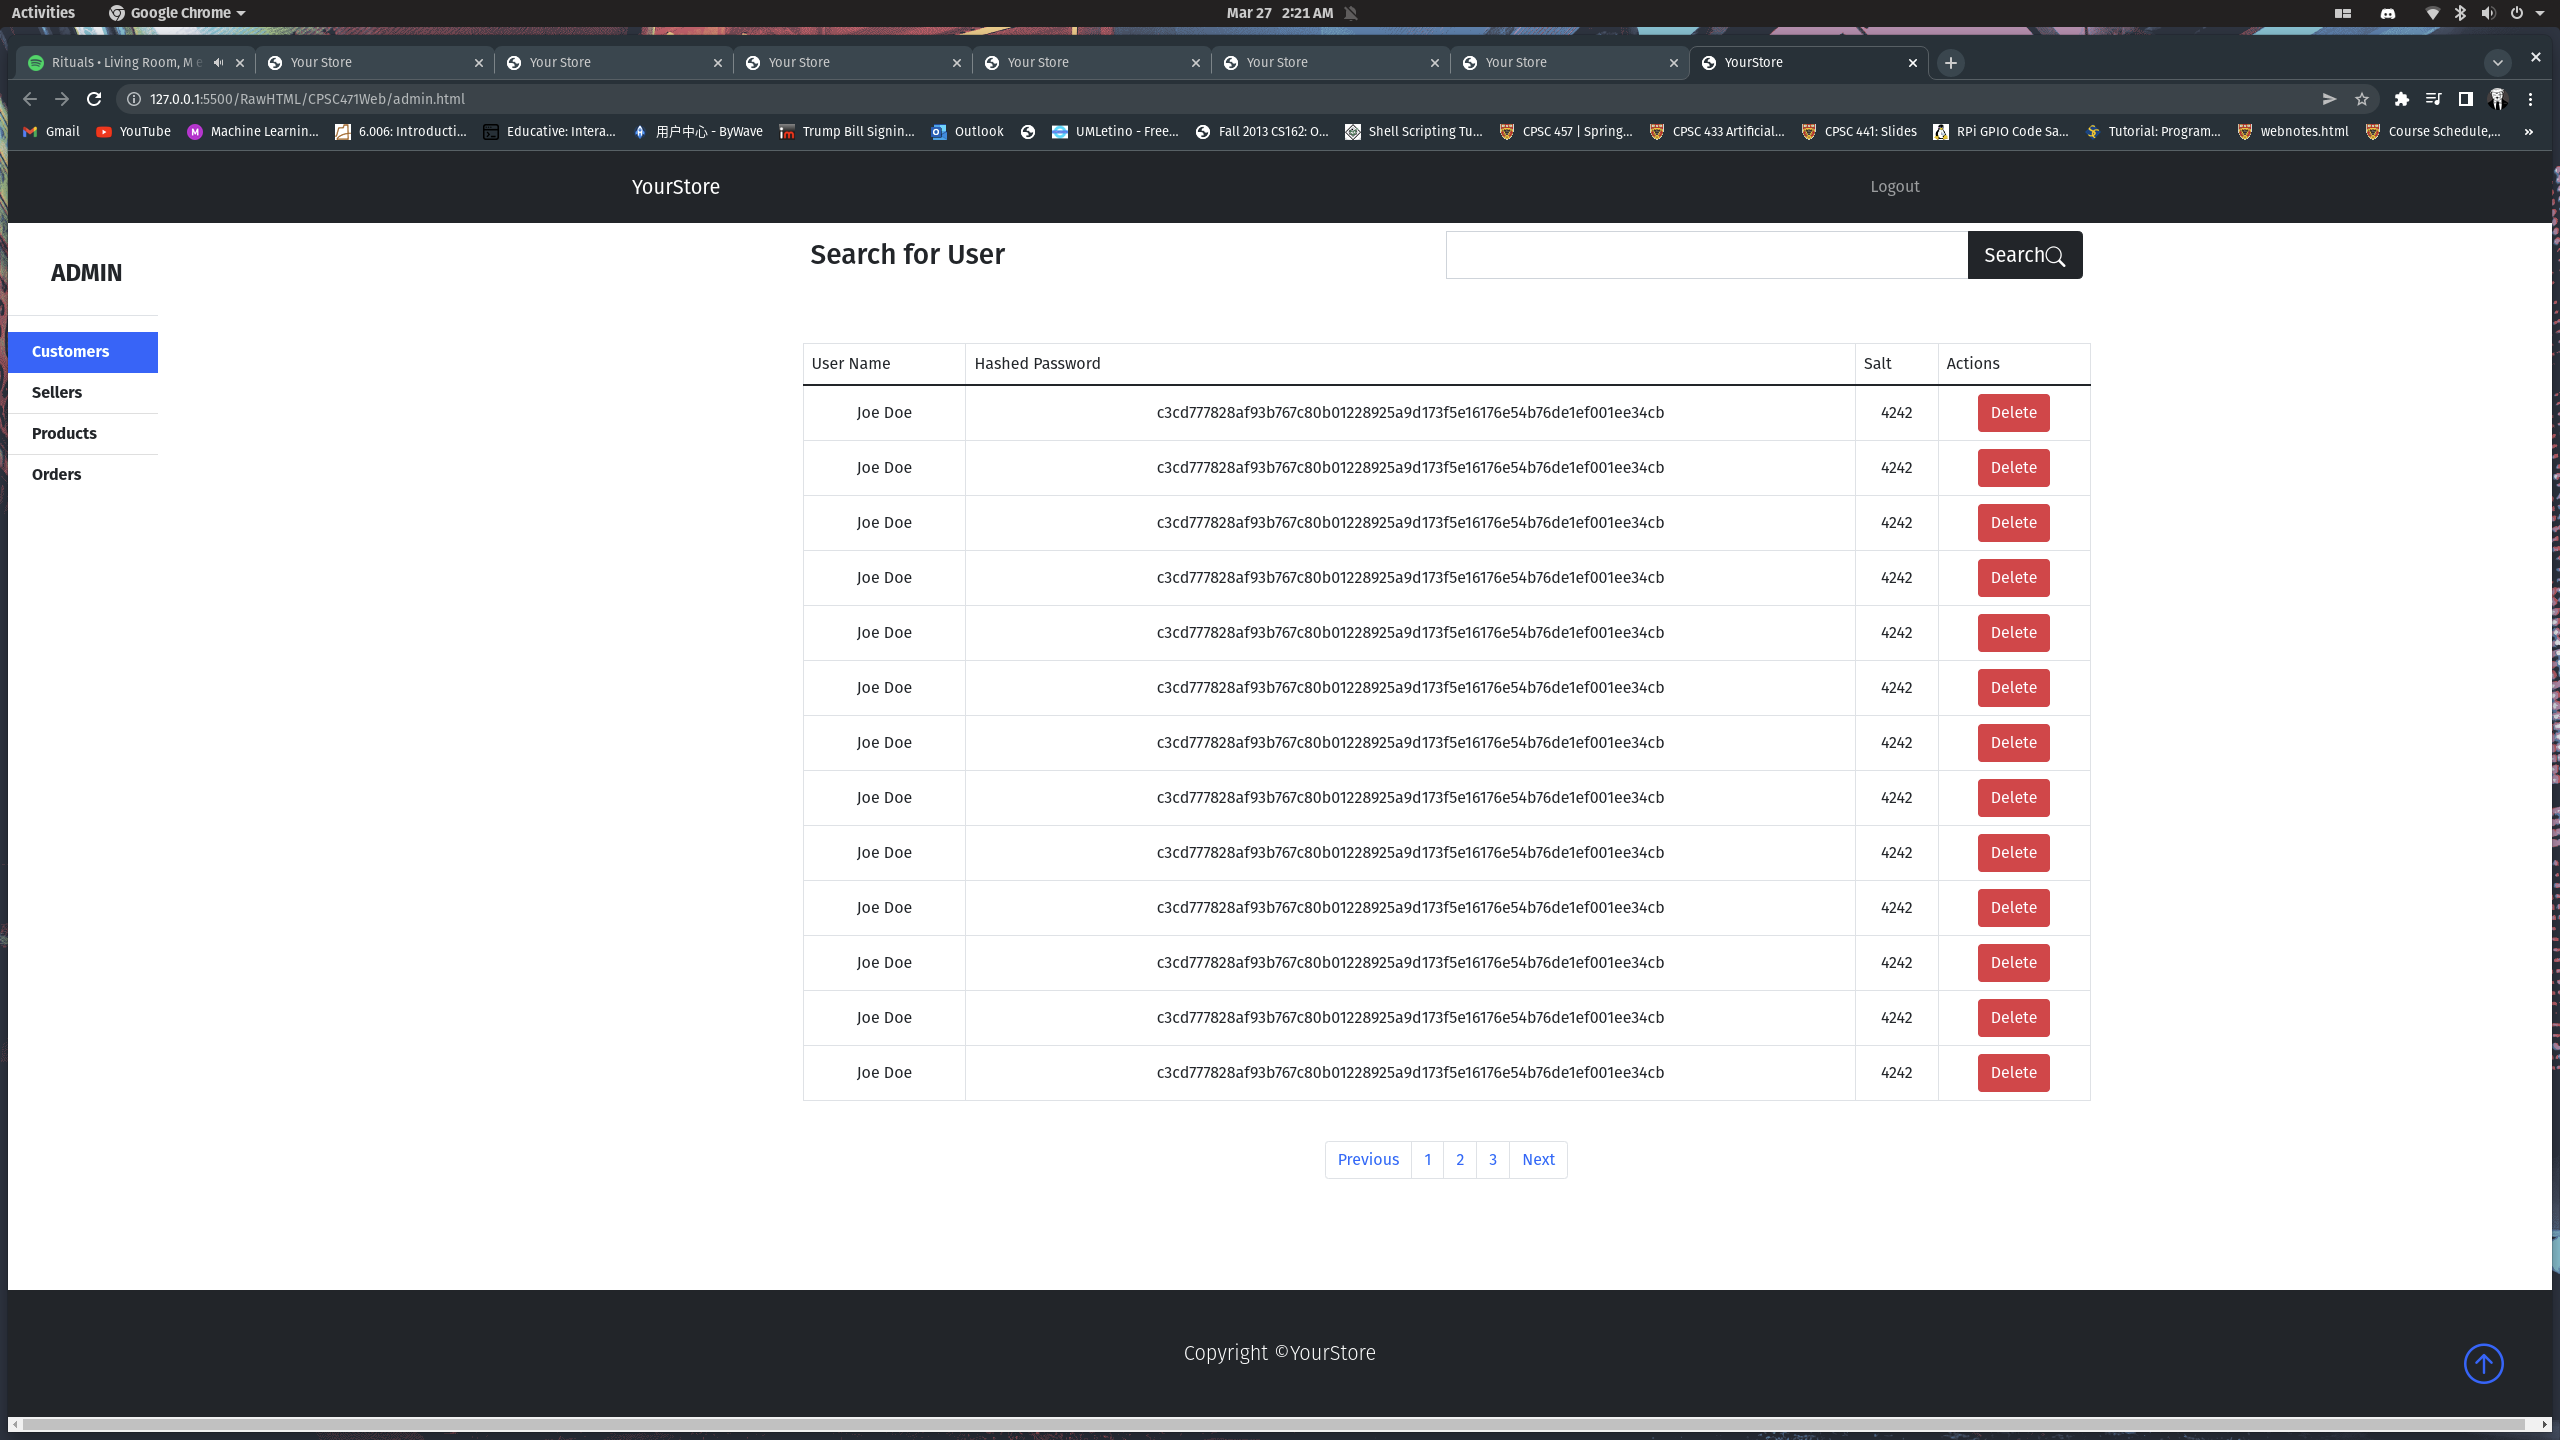 Activities Google Chrome Mar 27 2:21 AM
Rituals • Living Room, M e Your Store Your Store Your Store Your Store Your Store Your Store YourStore
127.0.0.1:5500/RawHTML/CPSC471Web/admin.html
Gmail YouTube Machine Learnin... 6.006: Introducti... Educative: Intera... 用户中心 - ByWave Trump Bill Signin... Outlook UMLetino - Free... Fall 2013 CS162: O... Shell Scripting Tu... CPSC 457 | Spring... CPSC 433 Artificial... CPSC 441: Slides RPi GPIO Code Sa... Tutorial: Program... webnotes.html Course Schedule,... »
YourStore Logout
ADMIN
Customers
Sellers
Products
Orders
Search for User Search
User Name Hashed Password Salt Actions
Joe Doe c3cd777828af93b767c80b01228925a9d173f5e16176e54b76de1ef001ee34cb 4242 Delete
Joe Doe c3cd777828af93b767c80b01228925a9d173f5e16176e54b76de1ef001ee34cb 4242 Delete
Joe Doe c3cd777828af93b767c80b01228925a9d173f5e16176e54b76de1ef001ee34cb 4242 Delete
Joe Doe c3cd777828af93b767c80b01228925a9d173f5e16176e54b76de1ef001ee34cb 4242 Delete
Joe Doe c3cd777828af93b767c80b01228925a9d173f5e16176e54b76de1ef001ee34cb 4242 Delete
Joe Doe c3cd777828af93b767c80b01228925a9d173f5e16176e54b76de1ef001ee34cb 4242 Delete
Joe Doe c3cd777828af93b767c80b01228925a9d173f5e16176e54b76de1ef001ee34cb 4242 Delete
Joe Doe c3cd777828af93b767c80b01228925a9d173f5e16176e54b76de1ef001ee34cb 4242 Delete
Joe Doe c3cd777828af93b767c80b01228925a9d173f5e16176e54b76de1ef001ee34cb 4242 Delete
Joe Doe c3cd777828af93b767c80b01228925a9d173f5e16176e54b76de1ef001ee34cb 4242 Delete
Joe Doe c3cd777828af93b767c80b01228925a9d173f5e16176e54b76de1ef001ee34cb 4242 Delete
Joe Doe c3cd777828af93b767c80b01228925a9d173f5e16176e54b76de1ef001ee34cb 4242 Delete
Joe Doe c3cd777828af93b767c80b01228925a9d173f5e16176e54b76de1ef001ee34cb 4242 Delete
Previous 1 2 3 Next
Copyright ©YourStore